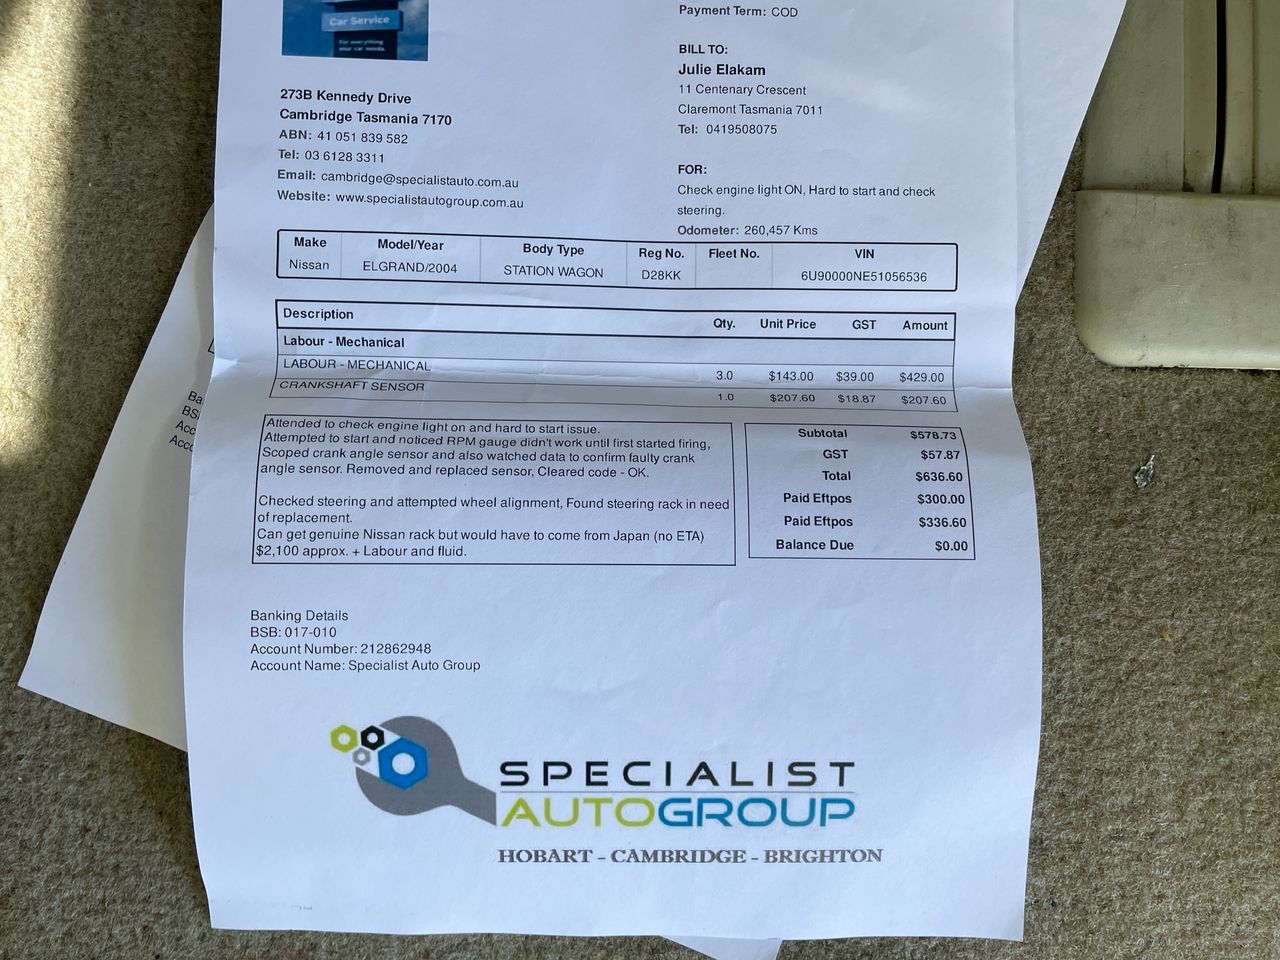 Car Service
For everything
your car needs.
Payment Term: COD
BILL TO:
Julie Elakam
11 Centenary Crescent
Claremont Tasmania 7011
Tel: 0419508075
273B Kennedy Drive
Cambridge Tasmania 7170
ABN: 41 051 839 582
Tel: 03 6128 3311
Email: cambridge@specialistauto.com.au
Website: www.specialistautogroup.com.au
FOR:
Check engine light ON, Hard to start and check
steering.
Odometer: 260,457 Kms
Make Model/Year Body Type Reg No. Fleet No. VIN
Nissan ELGRAND/2004 STATION WAGON D28KK 6U90000NE51056536
Description Qty. Unit Price GST Amount
Labour - Mechanical
LABOUR - MECHANICAL 3.0 $143.00 $39.00 $429.00
CRANKSHAFT SENSOR 1.0 $207.60 $18.87 $207.60
Attended to check engine light on and hard to start issue.
Attempted to start and noticed RPM gauge didn't work until first started firing,
Scoped crank angle sensor and also watched data to confirm faulty crank
angle sensor. Removed and replaced sensor, Cleared code - OK.
Checked steering and attempted wheel alignment, Found steering rack in need
of replacement.
Can get genuine Nissan rack but would have to come from Japan (no ETA)
$2,100 approx. + Labour and fluid.
Subtotal $578.73
GST $57.87
Total $636.60
Paid Eftpos $300.00
Paid Eftpos $336.60
Balance Due $0.00
Ba
BS
Acc
Acco
Banking Details
BSB: 017-010
Account Number: 212862948
Account Name: Specialist Auto Group
SPECIALIST
AUTOGROUP
HOBART - CAMBRIDGE - BRIGHTON